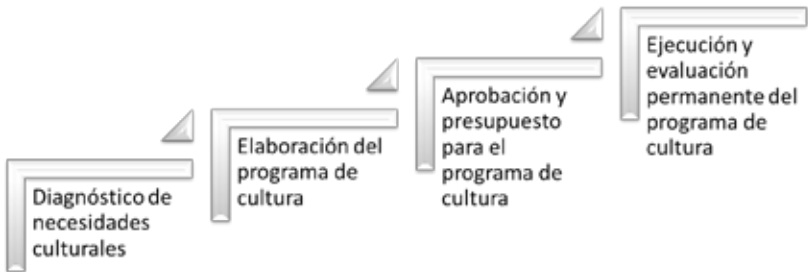 Diagnóstico de
necesidades
culturales
Elaboración del
programa de
cultura
Aprobación y
presupuesto
para el
programa de
cultura
Ejecución y
evaluación
permanente del
programa de
cultura